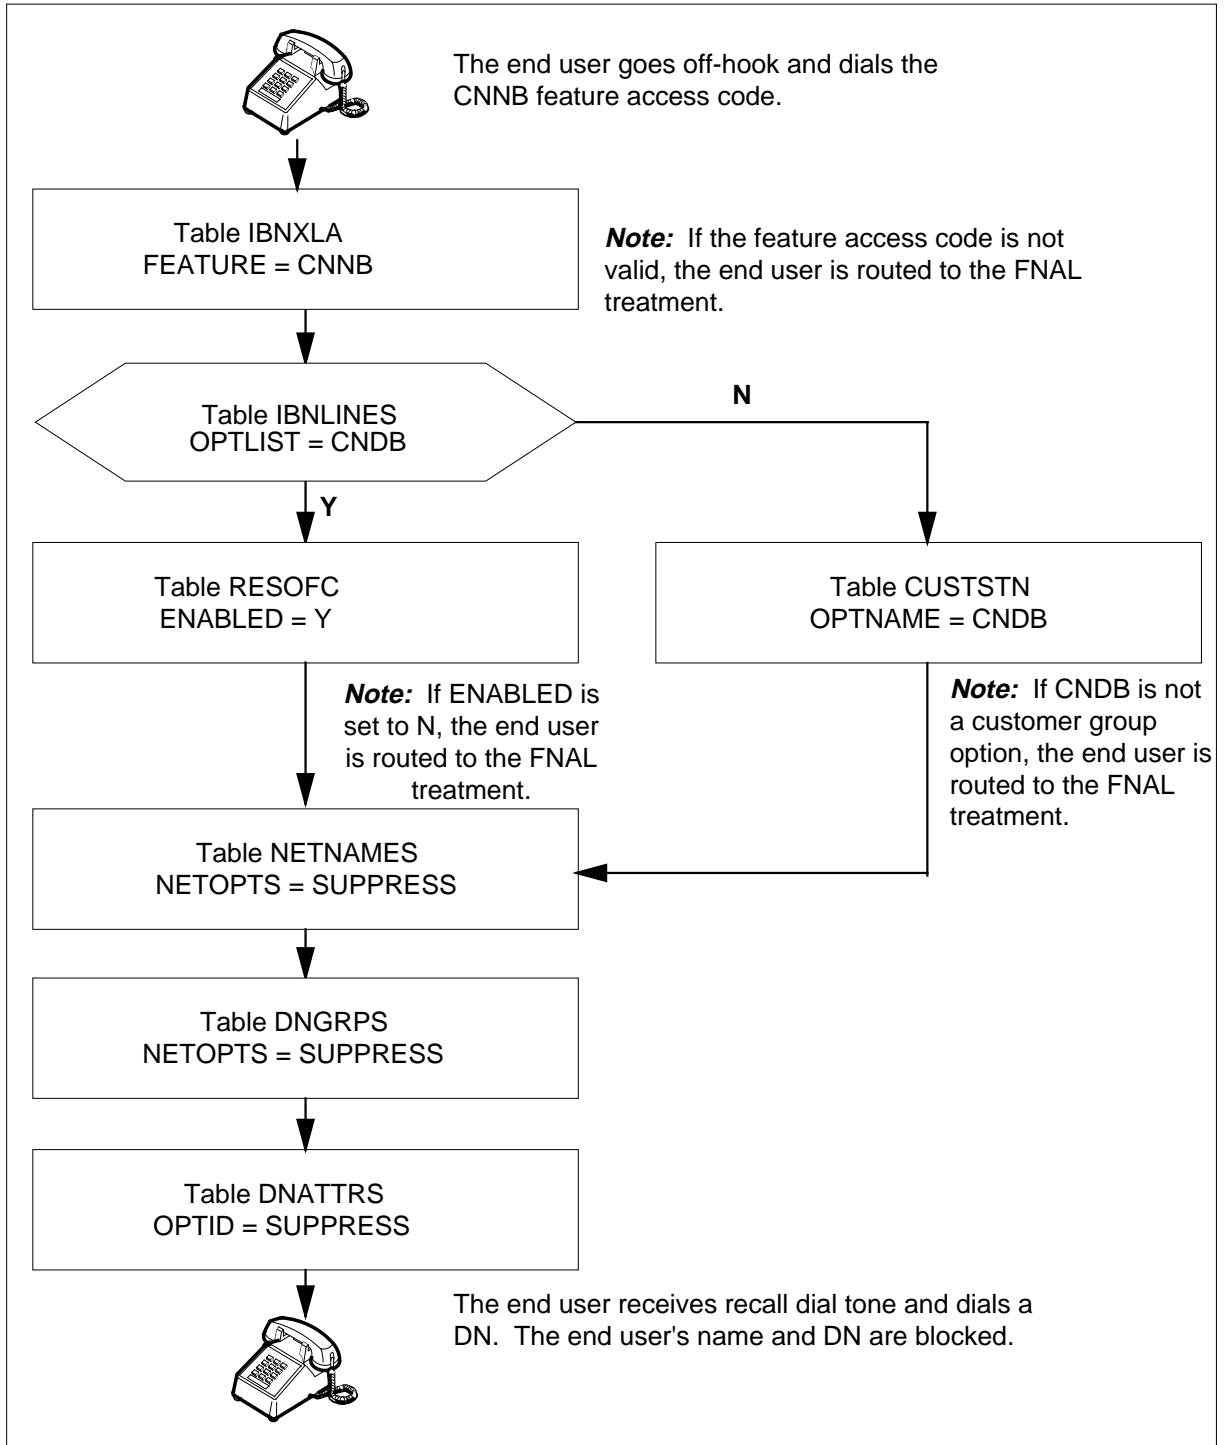 The end user goes off-hook and dials the
CNNB feature access code.
Table IBNXLA
FEATURE = CNNB
Note: If the feature access code is not
valid, the end user is routed to the FNAL
treatment.
Table IBNLINES
OPTLIST = CNDB
N
Y
Table RESOFC
ENABLED = Y
Table CUSTSTN
OPTNAME = CNDB
Note: If ENABLED is
set to N, the end user
is routed to the FNAL
treatment.
Note: If CNDB is not
a customer group
option, the end user is
routed to the FNAL
treatment.
Table NETNAMES
NETOPTS = SUPPRESS
Table DNGRPS
NETOPTS = SUPPRESS
Table DNATTRS
OPTID = SUPPRESS
The end user receives recall dial tone and dials a
DN. The end user's name and DN are blocked.